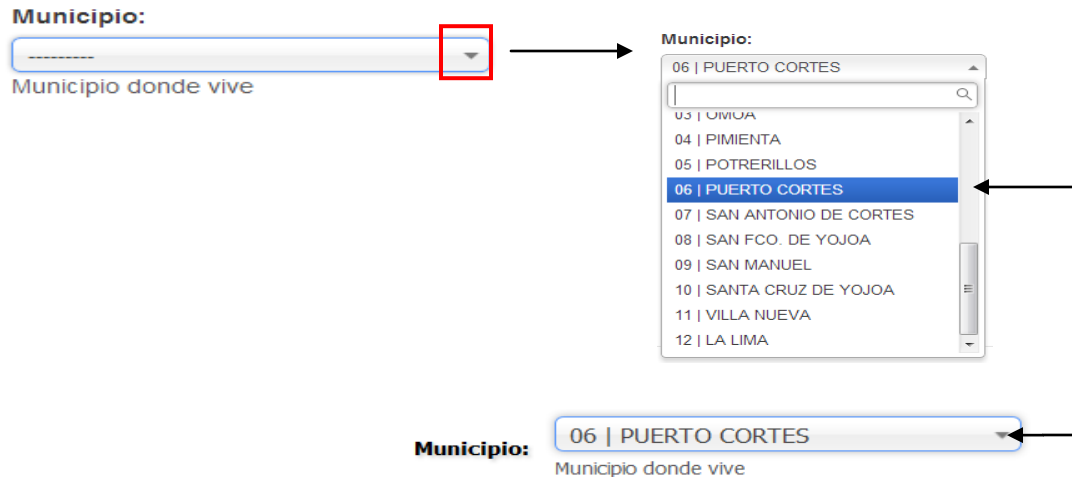 Municipio:
---------
Municipio donde vive
Municipio:
06 | PUERTO CORTES
03 | OMOA
04 | PIMIENTA
05 | POTRERILLOS
06 | PUERTO CORTES
07 | SAN ANTONIO DE CORTES
08 | SAN FCO. DE YOJOA
09 | SAN MANUEL
10 | SANTA CRUZ DE YOJOA
11 | VILLA NUEVA
12 | LA LIMA
Municipio:
06 | PUERTO CORTES
Municipio donde vive